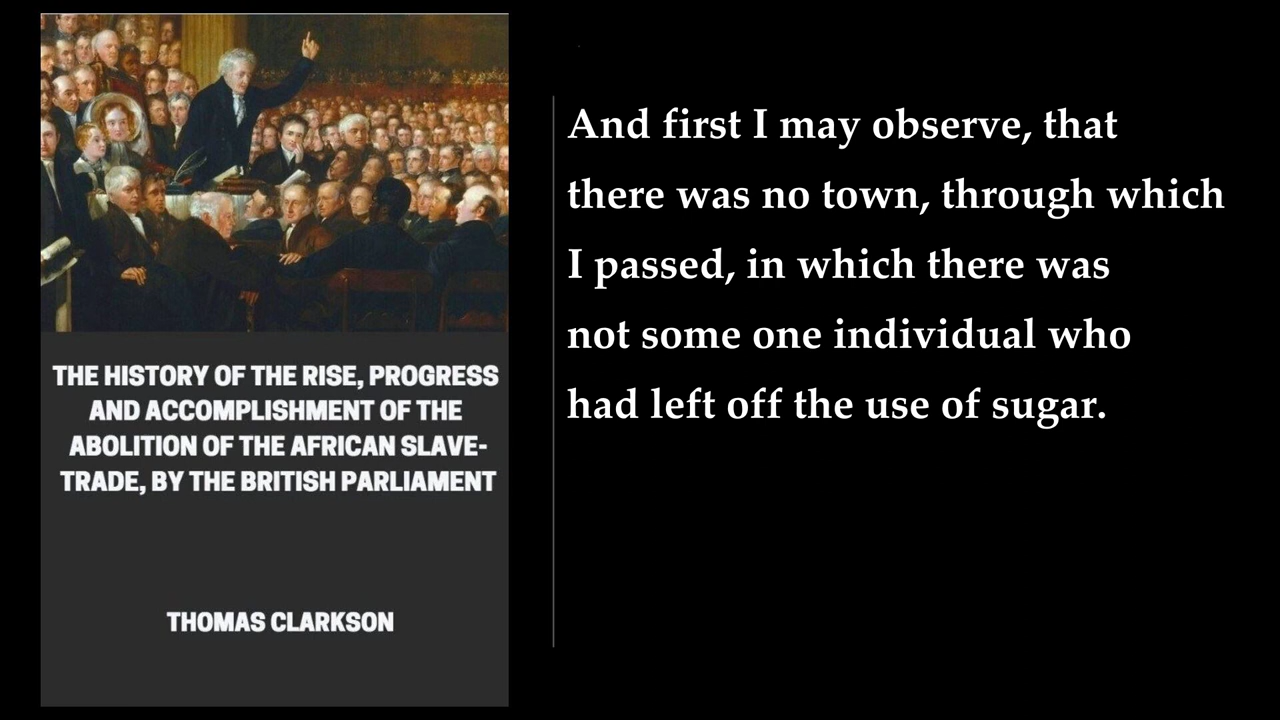 THE HISTORY OF THE RISE, PROGRESS
AND ACCOMPLISHMENT OF THE
ABOLITION OF THE AFRICAN SLAVE-
TRADE, BY THE BRITISH PARLIAMENT
THOMAS CLARKSON
And first I may observe, that
there was no town, through which
I passed, in which there was
not some one individual who
had left off the use of sugar.